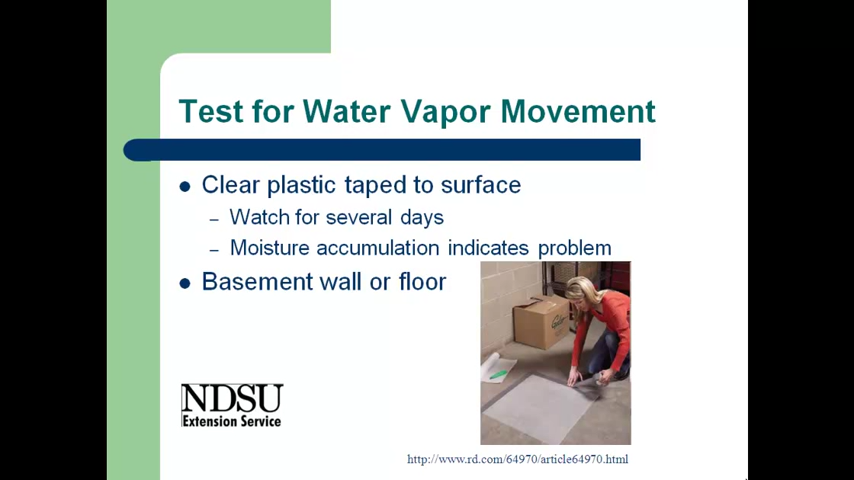 Test for Water Vapor Movement
● Clear plastic taped to surface
– Watch for several days
– Moisture accumulation indicates problem
● Basement wall or floor
NDSU
Extension Service
http://www.rd.com/64970/article64970.html